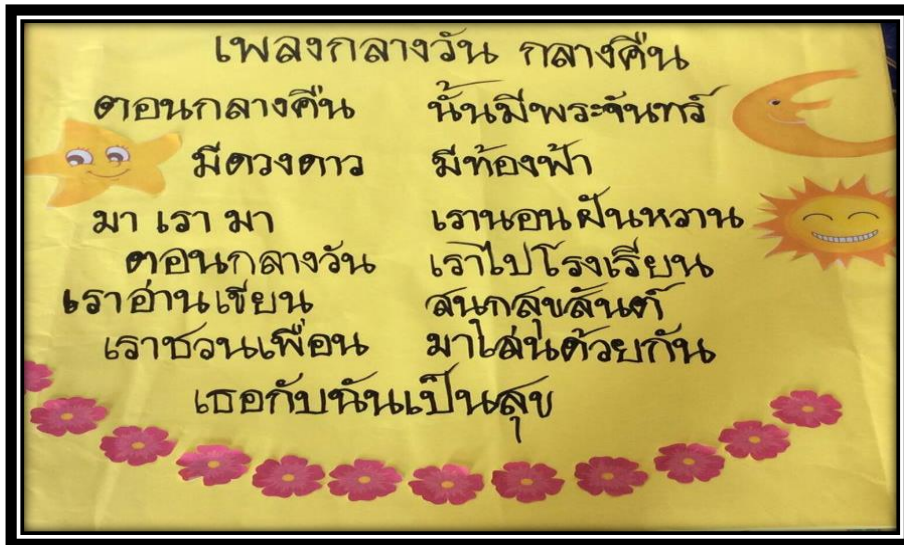 เพลงกลางวัน กลางคืน
ตอนกลางคืน นั้นมีพระจันทร์
มีดวงดาว มีท้องฟ้า
มา เรา มา เรานอนฝันหวาน
ตอนกลางวัน เราไปโรงเรียน
เราอ่านเขียน สนุกสุขสันต์
เราชวนเพื่อน มาเล่นด้วยกัน
เธอกับฉันเป็นสุข